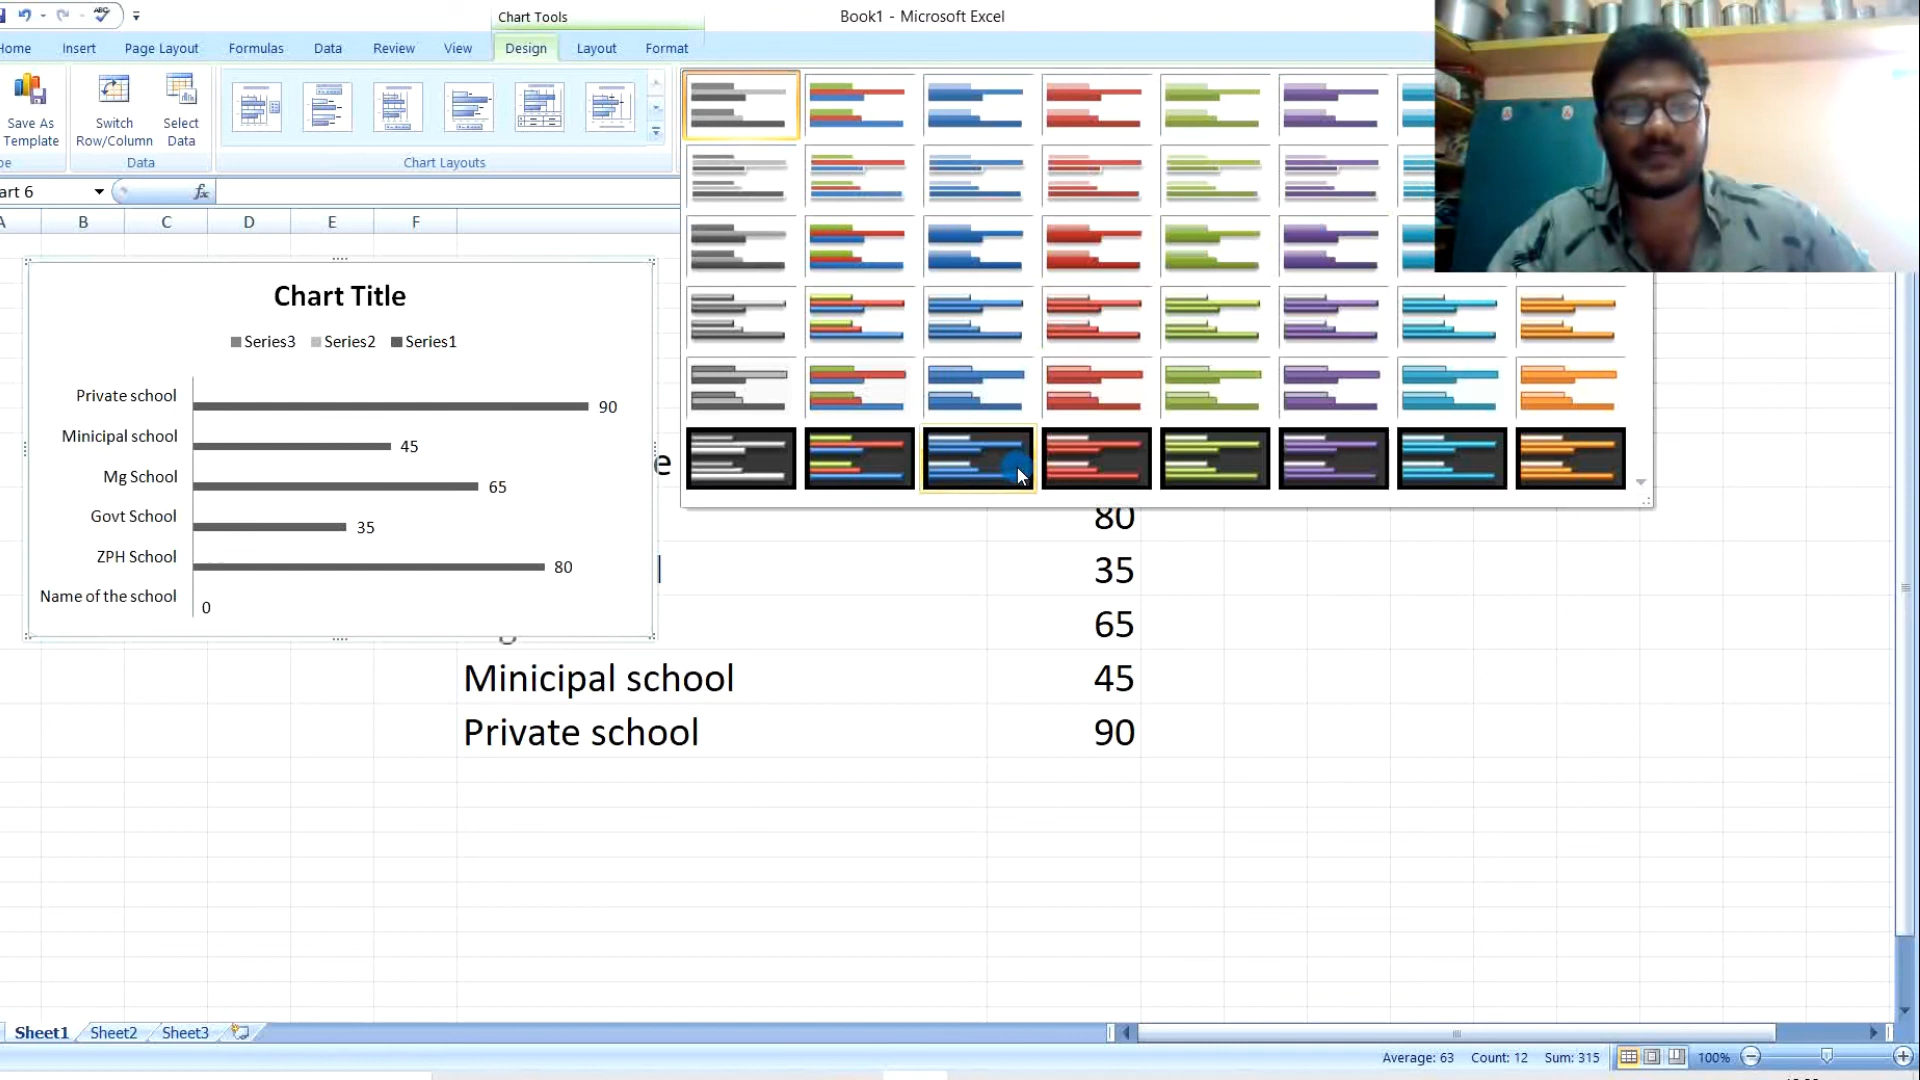 Chart Tools
Book1 - Microsoft Excel
Home
Insert
Page Layout
Formulas
Data
Review
View
Design
Layout
Format
Save As
Template
Switch
Row/Column
Select
Data
Data
Chart Layouts
art 6
fx
A B C D E F
Chart Title
Series3 Series2 Series1
Private school 90
Minicipal school 45
Mg School 65
Govt School 35
ZPH School 80
Name of the school 0
e
80
35
65
Minicipal school 45
Private school 90
Sheet1 Sheet2 Sheet3
Average: 63 Count: 12 Sum: 315 100%